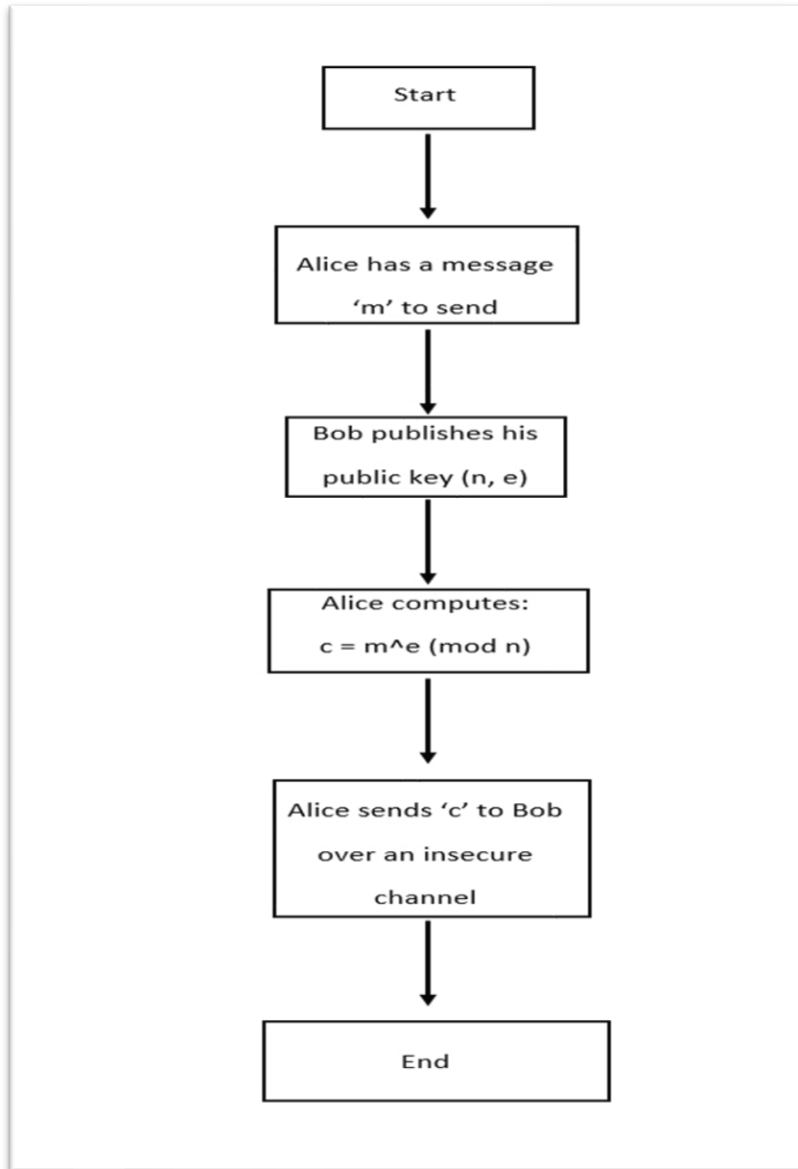 Start
Alice has a message
‘m’ to send
Bob publishes his
public key (n, e)
Alice computes:
c = m^e (mod n)
Alice sends ‘c’ to Bob
over an insecure
channel
End